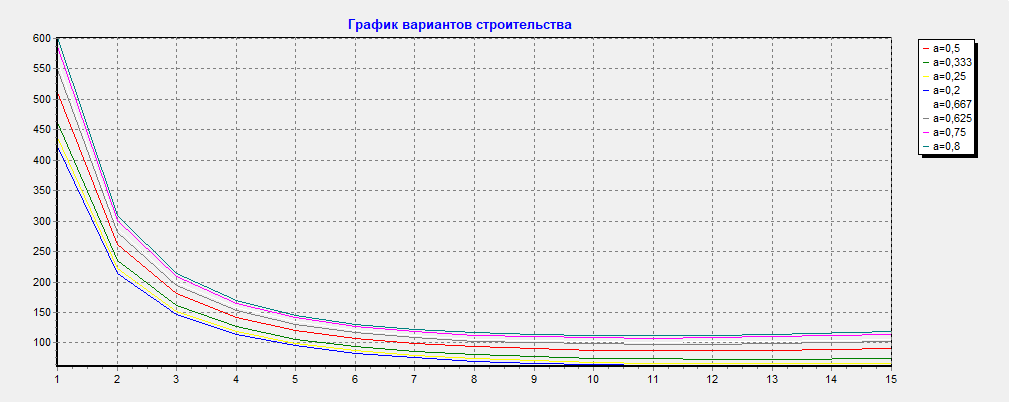 График вариантов строительства
600
550
500
450
400
350
300
250
200
150
100
1 2 3 4 5 6 7 8 9 10 11 12 13 14 15
a=0,5
a=0,333
a=0,25
a=0,2
a=0,667
a=0,625
a=0,75
a=0,8